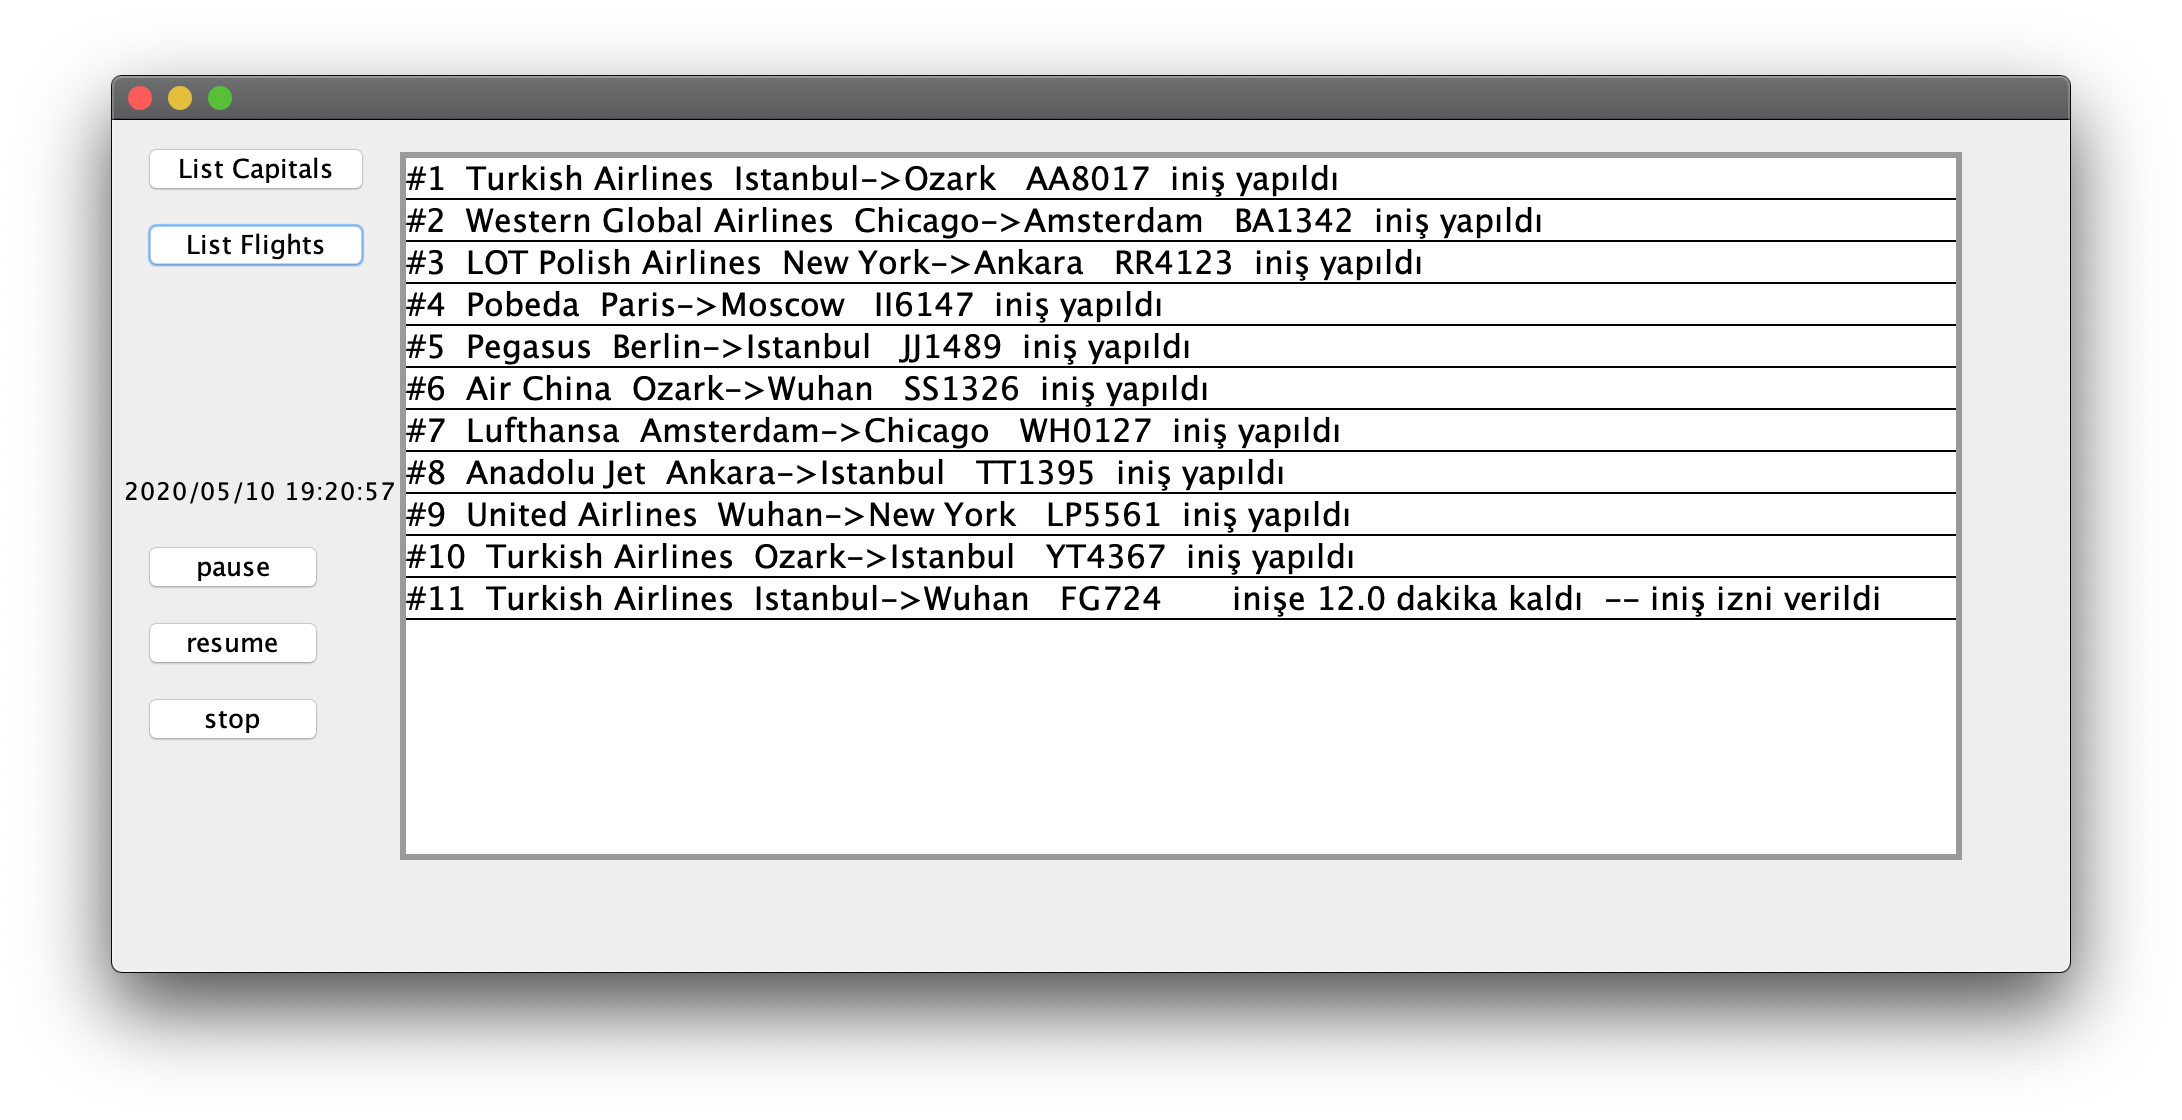 List Capitals
List Flights
2020/05/10 19:20:57
pause
resume
stop
#1 Turkish Airlines Istanbul->Ozark AA8017 iniş yapıldı
#2 Western Global Airlines Chicago->Amsterdam BA1342 iniş yapıldı
#3 LOT Polish Airlines New York->Ankara RR4123 iniş yapıldı
#4 Pobeda Paris->Moscow II6147 iniş yapıldı
#5 Pegasus Berlin->Istanbul JJ1489 iniş yapıldı
#6 Air China Ozark->Wuhan SS1326 iniş yapıldı
#7 Lufthansa Amsterdam->Chicago WH0127 iniş yapıldı
#8 Anadolu Jet Ankara->Istanbul TT1395 iniş yapıldı
#9 United Airlines Wuhan->New York LP5561 iniş yapıldı
#10 Turkish Airlines Ozark->Istanbul YT4367 iniş yapıldı
#11 Turkish Airlines Istanbul->Wuhan FG724 inişe 12.0 dakika kaldı -- iniş izni verildi